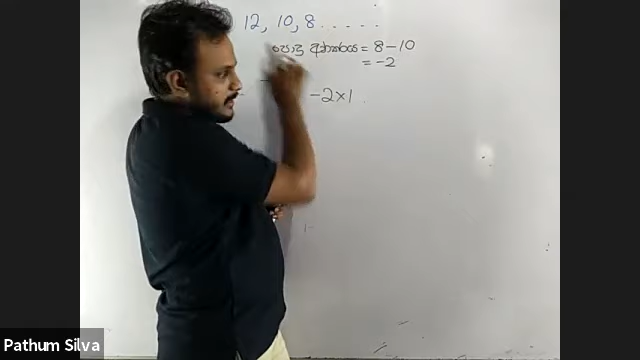 12, 10, 8.....
පොදු අන්තරය = 8 - 10
= -2
-2×1
Pathum Silva